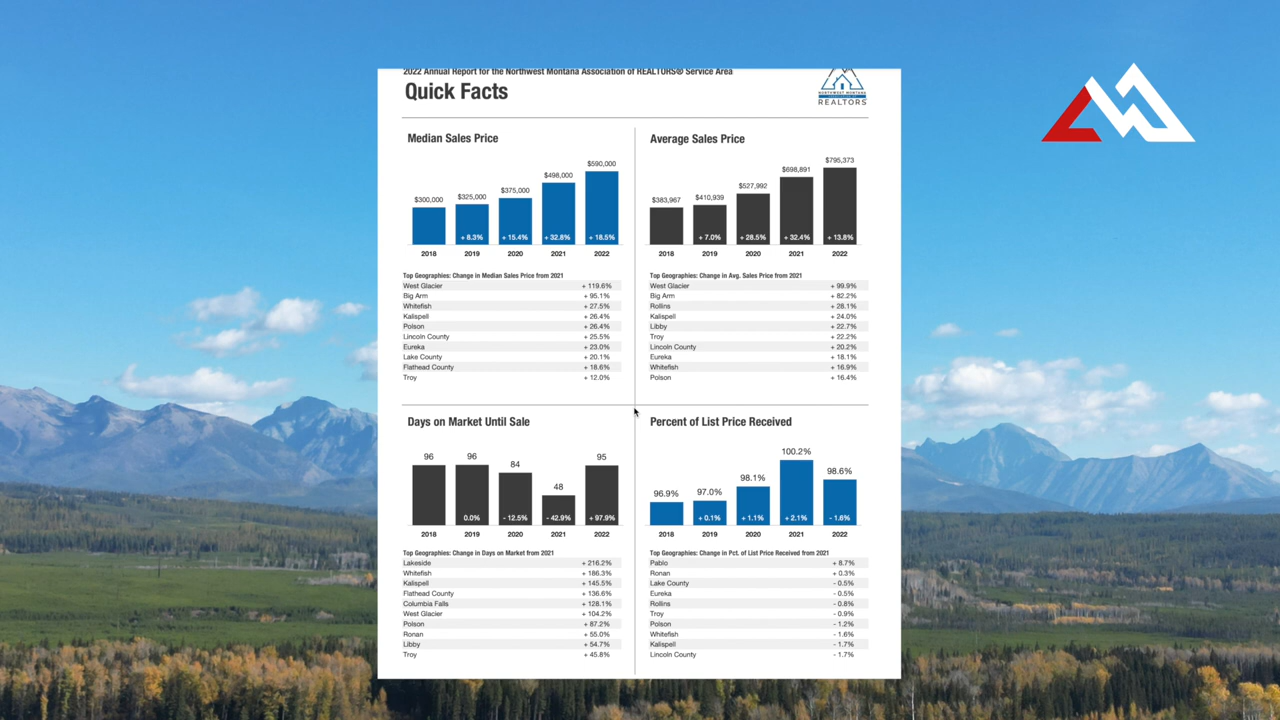 2022 Annual Report for the Northwest Montana Association of REALTORS® Service Area
Quick Facts
NORTHWEST MONTANA
REALTORS
Median Sales Price
$300,000
$325,000
$375,000
$498,000
$590,000
+ 8.3%
+ 15.4%
+ 32.8%
+ 18.5%
2018
2019
2020
2021
2022
Top Geographies: Change in Median Sales Price from 2021
West Glacier + 119.6%
Big Arm + 95.1%
Whitefish + 27.5%
Kalispell + 26.4%
Polson + 26.4%
Lincoln County + 25.5%
Eureka + 23.0%
Lake County + 20.1%
Flathead County + 18.6%
Troy + 12.0%
Average Sales Price
$383,967
$410,939
$527,992
$698,891
$795,373
+ 7.0%
+ 28.5%
+ 32.4%
+ 13.8%
2018
2019
2020
2021
2022
Top Geographies: Change in Avg. Sales Price from 2021
West Glacier + 99.9%
Big Arm + 82.2%
Rollins + 28.1%
Kalispell + 24.0%
Libby + 22.7%
Troy + 22.2%
Lincoln County + 20.2%
Eureka + 18.1%
Whitefish + 16.9%
Polson + 16.4%
Days on Market Until Sale
96
96
84
48
95
0.0%
- 12.5%
- 42.9%
+ 97.9%
2018
2019
2020
2021
2022
Top Geographies: Change in Days on Market from 2021
Lakeside + 216.2%
Whitefish + 186.3%
Kalispell + 145.5%
Flathead County + 136.6%
Columbia Falls + 128.1%
West Glacier + 104.2%
Polson + 87.2%
Ronan + 55.0%
Libby + 54.7%
Troy + 45.8%
Percent of List Price Received
96.9%
97.0%
98.1%
100.2%
98.6%
+ 0.1%
+ 1.1%
+ 2.1%
- 1.6%
2018
2019
2020
2021
2022
Top Geographies: Change in Pct. of List Price Received from 2021
Pablo + 8.7%
Ronan + 0.3%
Lake County - 0.5%
Eureka - 0.5%
Rollins - 0.8%
Troy - 0.9%
Polson - 1.2%
Whitefish - 1.6%
Kalispell - 1.7%
Lincoln County - 1.7%